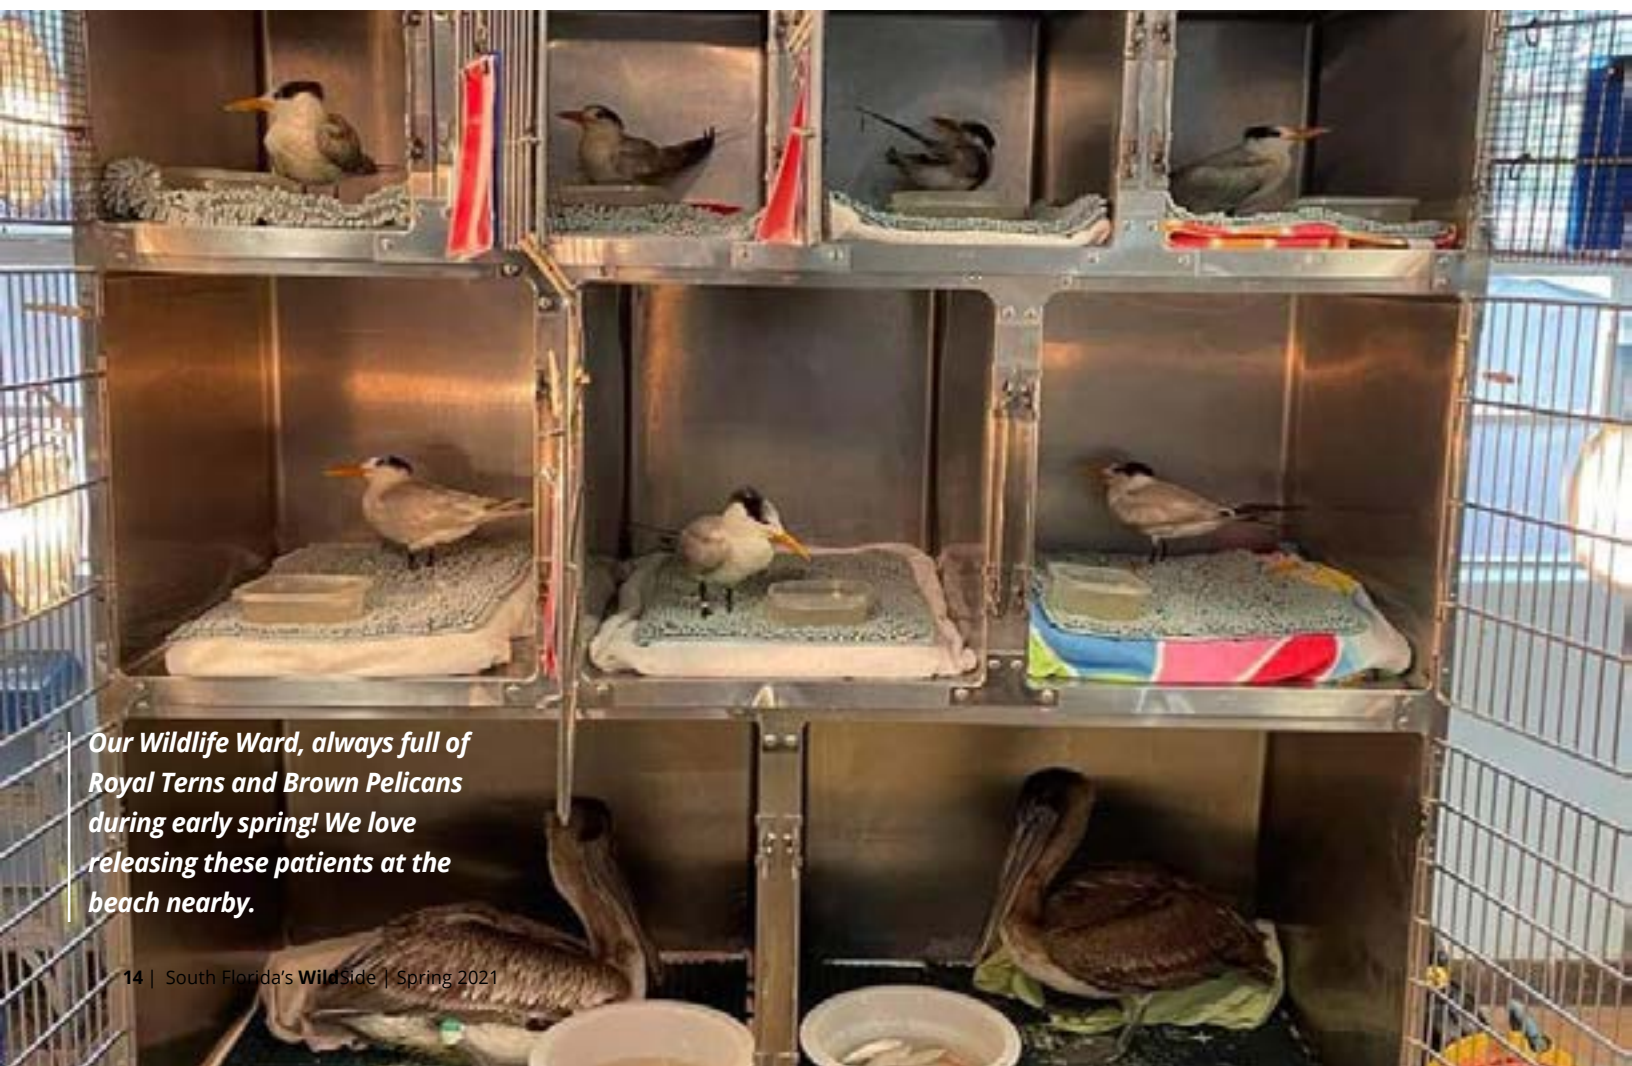 Our Wildlife Ward, always full of
Royal Terns and Brown Pelicans
during early spring! We love
releasing these patients at the
beach nearby.
14 | South Florida's WildSide | Spring 2021